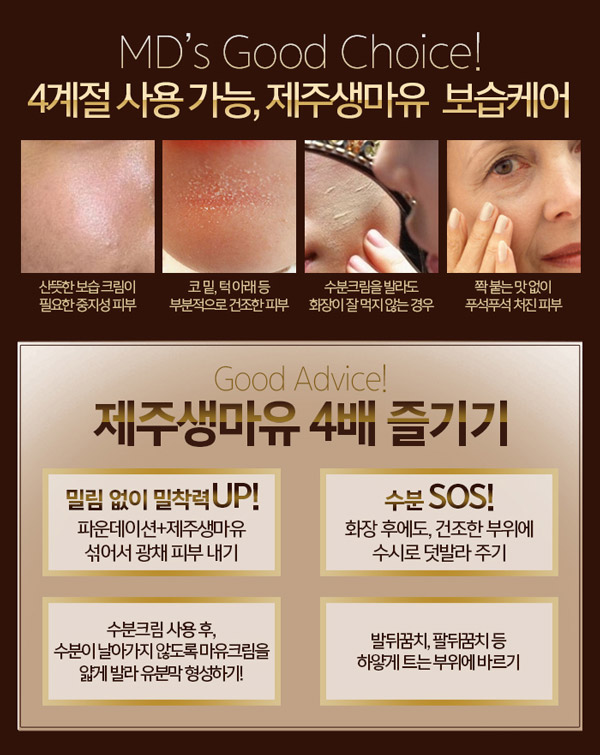 MD's Good Choice!
4계절 사용 가능, 제주생마유 보습케어
산뜻한 보습 크림이
필요한 중지성 피부
코 밑, 턱 아래 등
부분적으로 건조한 피부
수분크림을 발라도
화장이 잘 먹지 않는 경우
쫙 붙는 맛 없이
푸석푸석 처진 피부
Good Advice!
제주생마유 4배 즐기기
밀림 없이 밀착력 UP!
파운데이션+제주생마유
섞어서 광채 피부 내기
수분 SOS!
화장 후에도, 건조한 부위에
수시로 덧발라 주기
수분크림 사용 후,
수분이 날아가지 않도록 마유크림을
얇게 발라 유분막 형성하기!
발뒤꿈치, 팔뒤꿈치 등
하얗게 트는 부위에 바르기